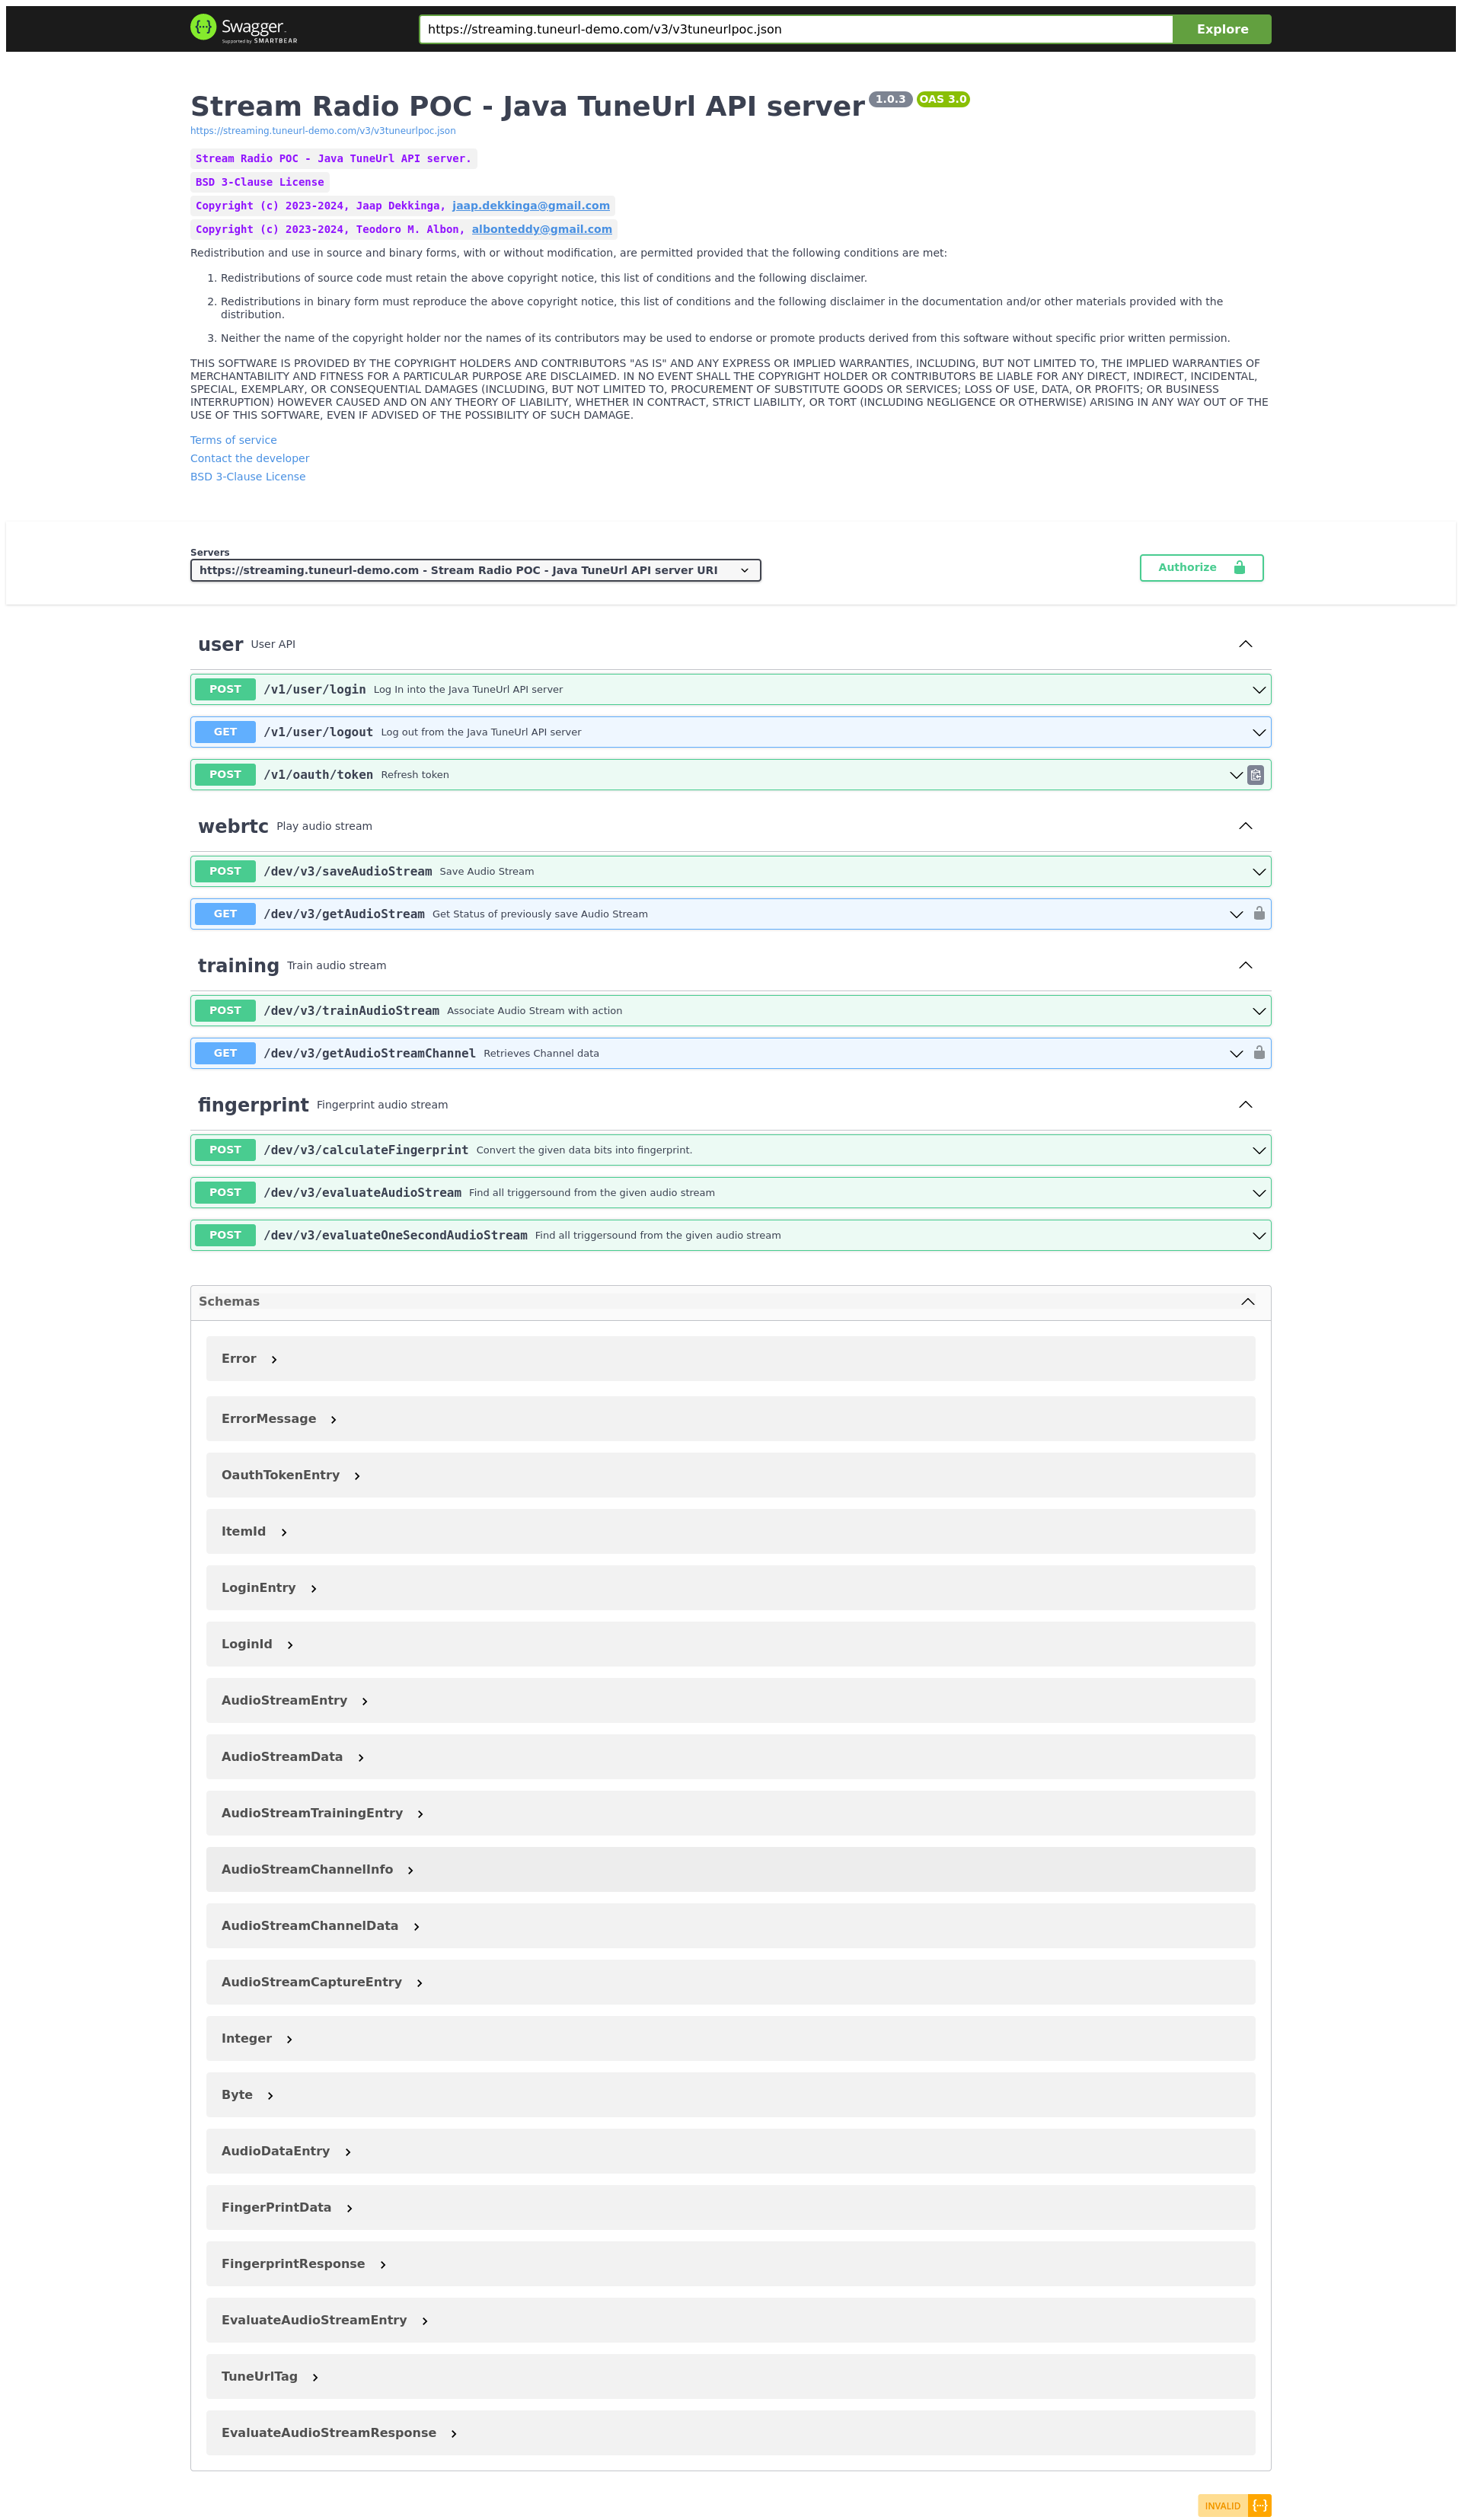 Swagger.
Supported by SMARTBEAR
https://streaming.tuneurl-demo.com/v3/v3tuneurlpoc.json
Explore
Stream Radio POC - Java TuneUrl API server 1.0.3 OAS 3.0
https://streaming.tuneurl-demo.com/v3/v3tuneurlpoc.json
Stream Radio POC - Java TuneUrl API server.
BSD 3-Clause License
Copyright (c) 2023-2024, Jaap Dekkinga, jaap.dekkinga@gmail.com
Copyright (c) 2023-2024, Teodoro M. Albon, albonteddy@gmail.com
Redistribution and use in source and binary forms, with or without modification, are permitted provided that the following conditions are met:
1. Redistributions of source code must retain the above copyright notice, this list of conditions and the following disclaimer.
2. Redistributions in binary form must reproduce the above copyright notice, this list of conditions and the following disclaimer in the documentation and/or other materials provided with the
distribution.
3. Neither the name of the copyright holder nor the names of its contributors may be used to endorse or promote products derived from this software without specific prior written permission.
THIS SOFTWARE IS PROVIDED BY THE COPYRIGHT HOLDERS AND CONTRIBUTORS "AS IS" AND ANY EXPRESS OR IMPLIED WARRANTIES, INCLUDING, BUT NOT LIMITED TO, THE IMPLIED WARRANTIES OF
MERCHANTABILITY AND FITNESS FOR A PARTICULAR PURPOSE ARE DISCLAIMED. IN NO EVENT SHALL THE COPYRIGHT HOLDER OR CONTRIBUTORS BE LIABLE FOR ANY DIRECT, INDIRECT, INCIDENTAL,
SPECIAL, EXEMPLARY, OR CONSEQUENTIAL DAMAGES (INCLUDING, BUT NOT LIMITED TO, PROCUREMENT OF SUBSTITUTE GOODS OR SERVICES; LOSS OF USE, DATA, OR PROFITS; OR BUSINESS
INTERRUPTION) HOWEVER CAUSED AND ON ANY THEORY OF LIABILITY, WHETHER IN CONTRACT, STRICT LIABILITY, OR TORT (INCLUDING NEGLIGENCE OR OTHERWISE) ARISING IN ANY WAY OUT OF THE
USE OF THIS SOFTWARE, EVEN IF ADVISED OF THE POSSIBILITY OF SUCH DAMAGE.
Terms of service
Contact the developer
BSD 3-Clause License
Servers
https://streaming.tuneurl-demo.com - Stream Radio POC - Java TuneUrl API server URI
Authorize
user User API
POST /v1/user/login Log In into the Java TuneUrl API server
GET /v1/user/logout Log out from the Java TuneUrl API server
POST /v1/oauth/token Refresh token
webrtc Play audio stream
POST /dev/v3/saveAudioStream Save Audio Stream
GET /dev/v3/getAudioStream Get Status of previously save Audio Stream
training Train audio stream
POST /dev/v3/trainAudioStream Associate Audio Stream with action
GET /dev/v3/getAudioStreamChannel Retrieves Channel data
fingerprint Fingerprint audio stream
POST /dev/v3/calculateFingerprint Convert the given data bits into fingerprint.
POST /dev/v3/evaluateAudioStream Find all triggersound from the given audio stream
POST /dev/v3/evaluateOneSecondAudioStream Find all triggersound from the given audio stream
Schemas
Error
ErrorMessage
OauthTokenEntry
ItemId
LoginEntry
LoginId
AudioStreamEntry
AudioStreamData
AudioStreamTrainingEntry
AudioStreamChannelInfo
AudioStreamChannelData
AudioStreamCaptureEntry
Integer
Byte
AudioDataEntry
FingerPrintData
FingerprintResponse
EvaluateAudioStreamEntry
TuneUrlTag
EvaluateAudioStreamResponse
INVALID {···}